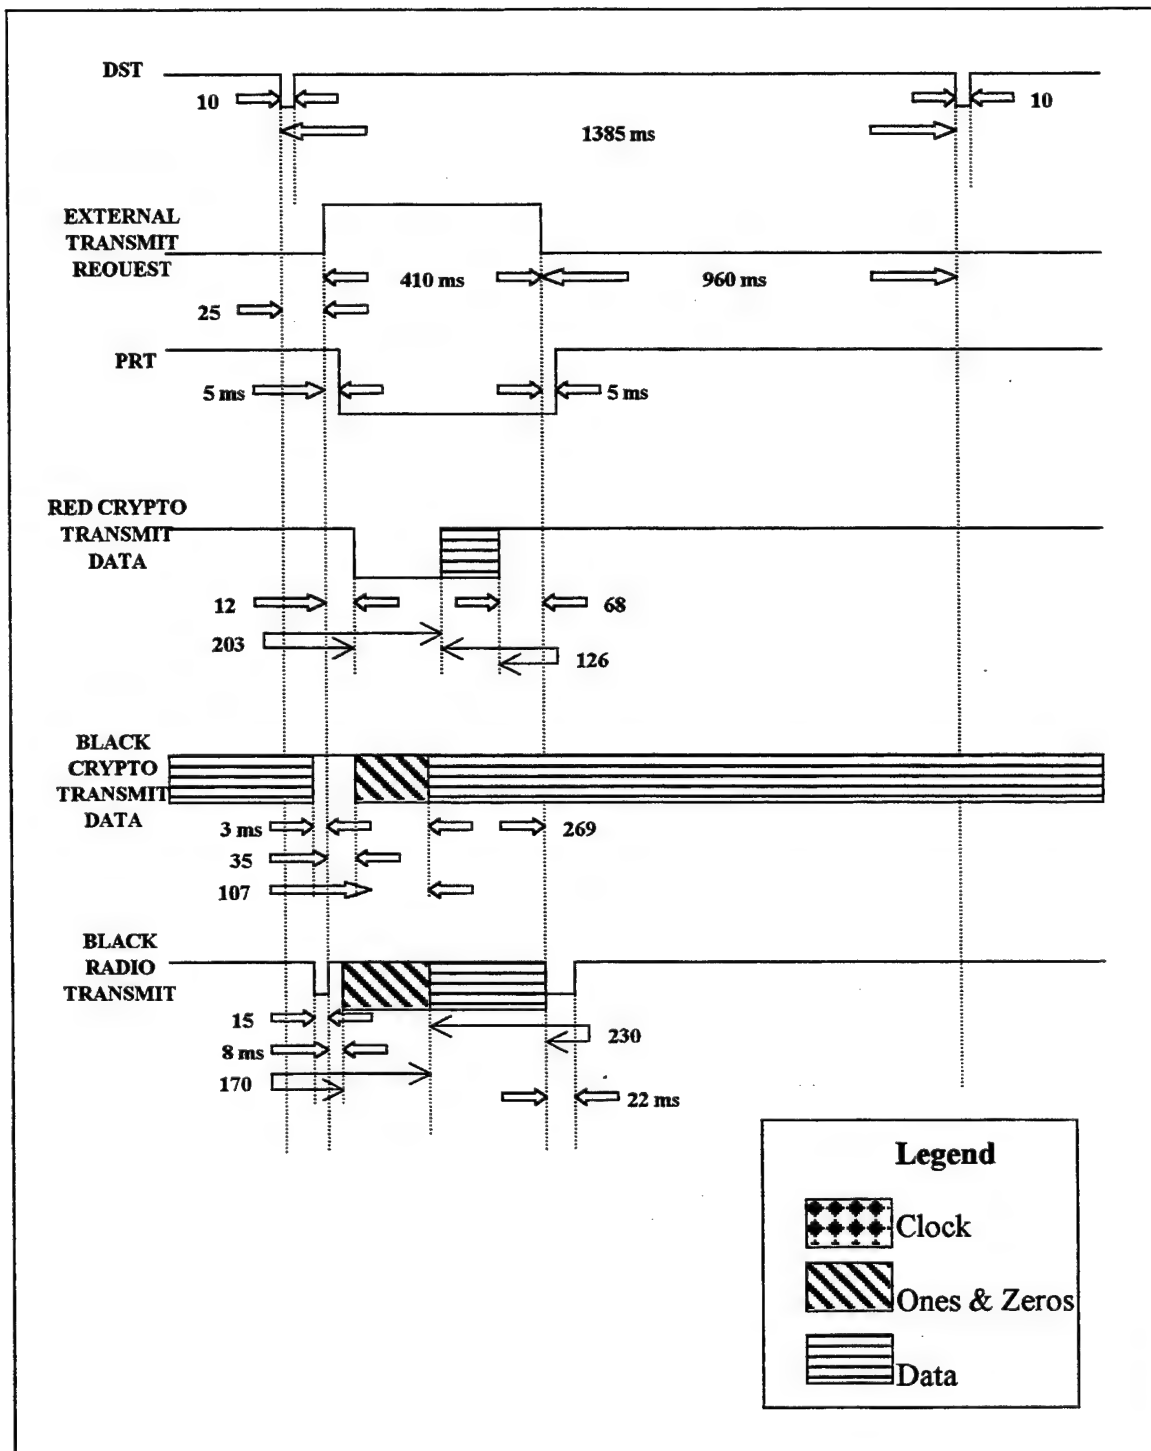 DST
10
10
1385 ms
EXTERNAL
TRANSMIT
REQUEST
410 ms
960 ms
25
PRT
5 ms
5 ms
RED CRYPTO
TRANSMIT
DATA
12
68
203
126
BLACK
CRYPTO
TRANSMIT
DATA
3 ms
269
35
107
BLACK
RADIO
TRANSMIT
15
230
8 ms
170
22 ms
Legend
Clock
Ones & Zeros
Data